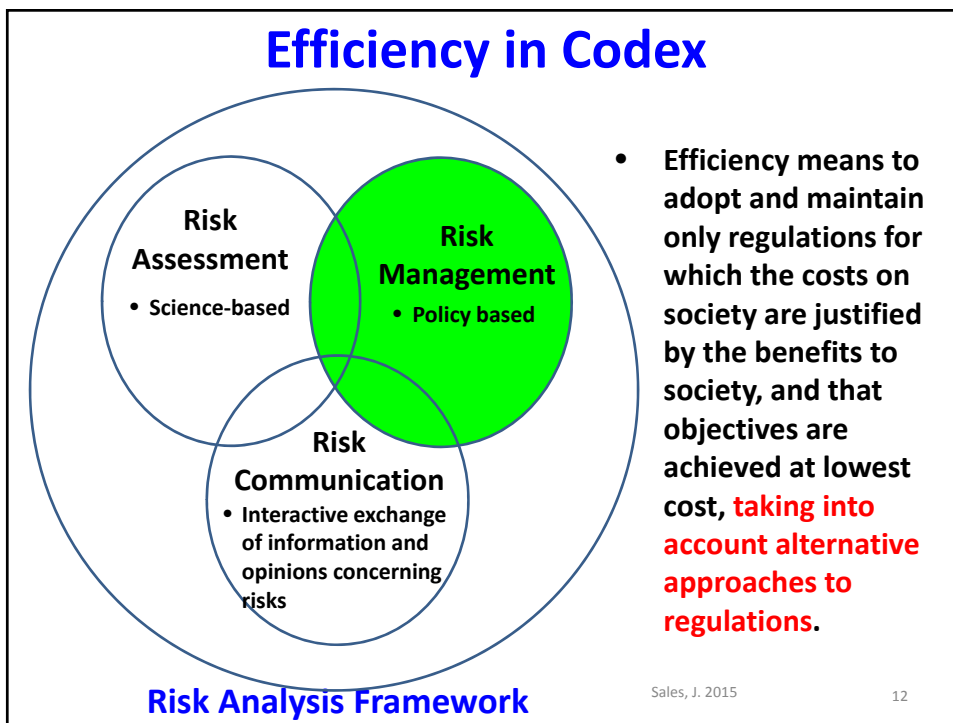 Efficiency in Codex
Risk
Assessment
• Science-based
Risk
Management
• Policy based
Risk
Communication
• Interactive exchange
of information and
opinions concerning
risks
Risk Analysis Framework
• Efficiency means to
adopt and maintain
only regulations for
which the costs on
society are justified
by the benefits to
society, and that
objectives are
achieved at lowest
cost, taking into
account alternative
approaches to
regulations.
Sales, J. 2015
12